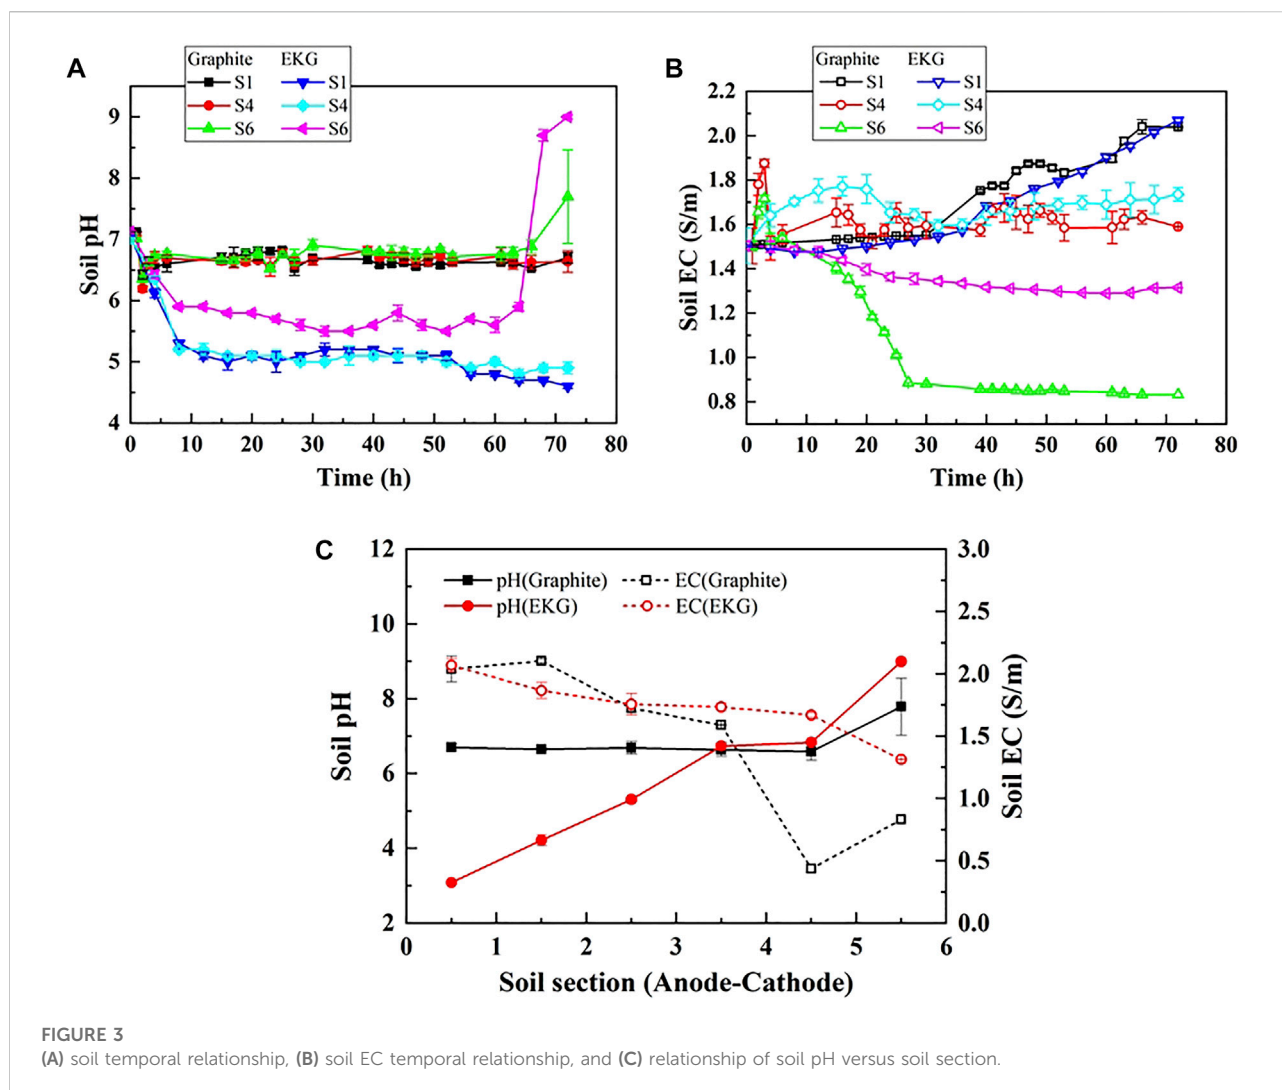 A
Graphite EKG
S1 S1
S4 S4
S6 S6
Soil pH
9
8
7
6
5
4
0 10 20 30 40 50 60 70 80
Time (h)
B
Graphite EKG
S1 S1
S4 S4
S6 S6
Soil EC (S/m)
2.2
2.0
1.8
1.6
1.4
1.2
1.0
0.8
0 10 20 30 40 50 60 70 80
Time (h)
C
pH(Graphite) EC(Graphite)
pH(EKG) EC(EKG)
Soil pH
12
10
8
6
4
2
3.0
2.5
2.0
1.5
1.0
0.5
0.0
Soil EC (S/m)
0 1 2 3 4 5 6
Soil section (Anode-Cathode)
FIGURE 3
(A) soil temporal relationship, (B) soil EC temporal relationship, and (C) relationship of soil pH versus soil section.